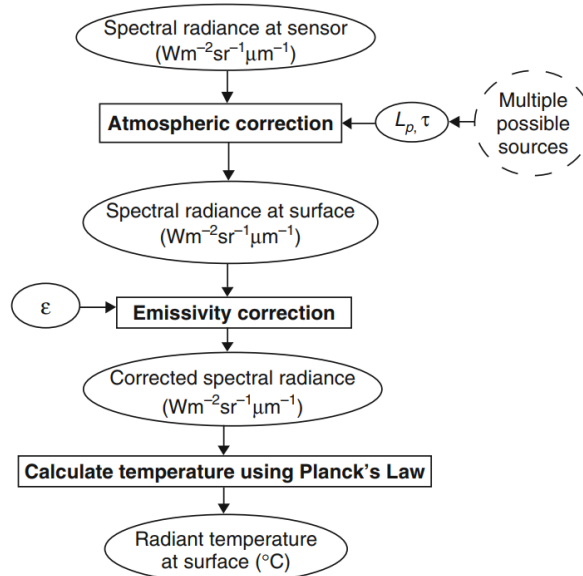 Spectral radiance at sensor
(Wm⁻²sr⁻¹μm⁻¹)
Atmospheric correction
Lp, τ
Multiple
possible
sources
Spectral radiance at surface
(Wm⁻²sr⁻¹μm⁻¹)
ε
Emissivity correction
Corrected spectral radiance
(Wm⁻²sr⁻¹μm⁻¹)
Calculate temperature using Planck's Law
Radiant temperature
at surface (°C)